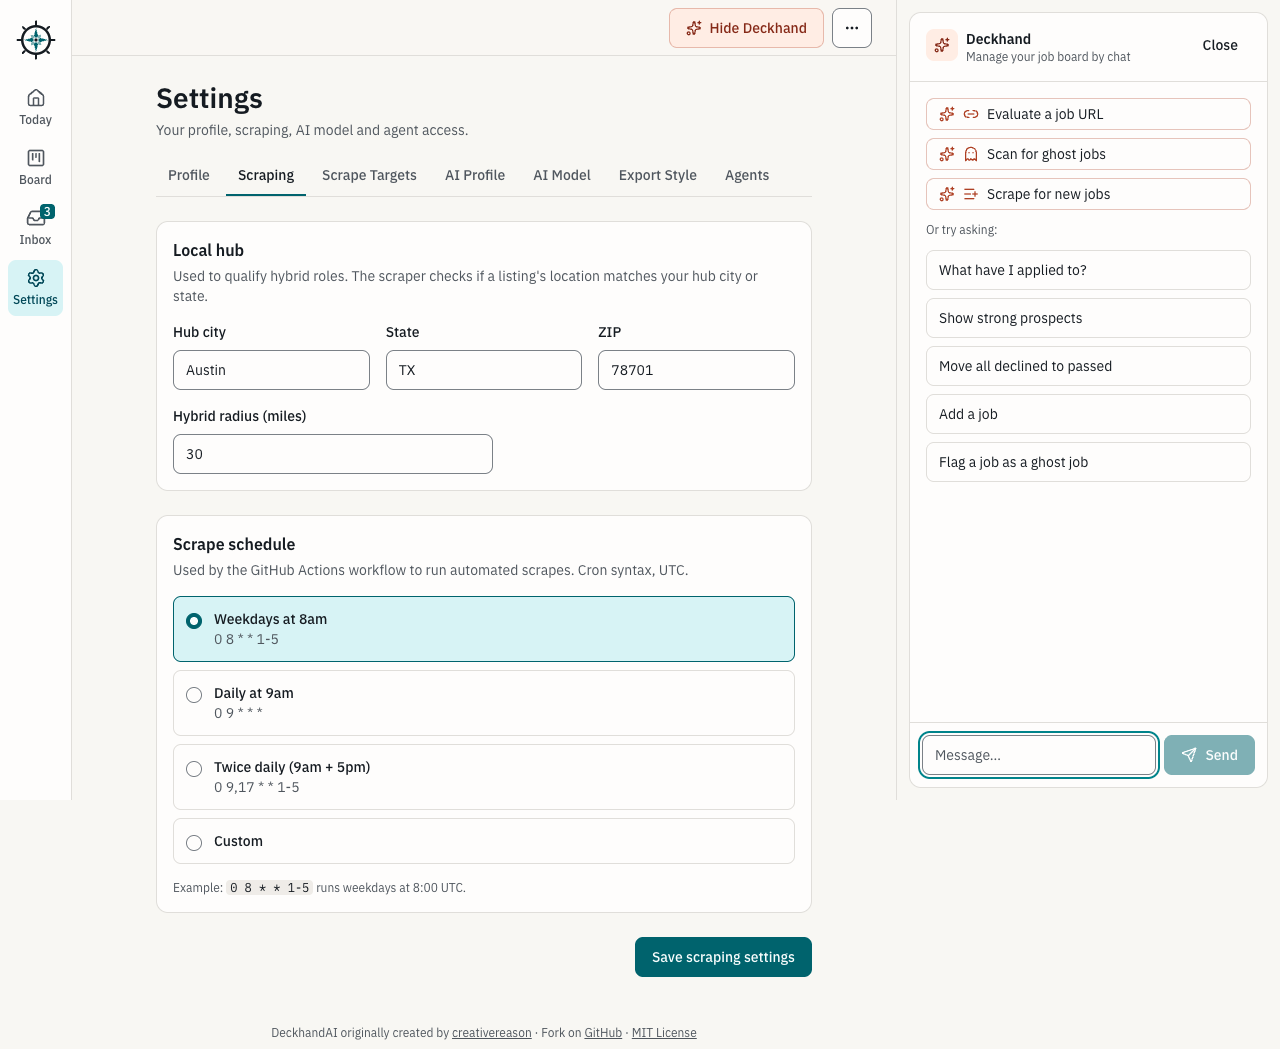 Hide Deckhand
Today
Board
3
Inbox
Settings
Settings
Your profile, scraping, AI model and agent access.
Profile
Scraping
Scrape Targets
AI Profile
AI Model
Export Style
Agents
Local hub
Used to qualify hybrid roles. The scraper checks if a listing's location matches your hub city or
state.
Hub city
State
ZIP
Austin
TX
78701
Hybrid radius (miles)
30
Scrape schedule
Used by the GitHub Actions workflow to run automated scrapes. Cron syntax, UTC.
Weekdays at 8am
0 8 * * 1-5
Daily at 9am
0 9 * * *
Twice daily (9am + 5pm)
0 9,17 * * 1-5
Custom
Example: 0 8 * * 1-5 runs weekdays at 8:00 UTC.
Save scraping settings
DeckhandAI originally created by creativereason · Fork on GitHub · MIT License
Deckhand
Manage your job board by chat
Close
Evaluate a job URL
Scan for ghost jobs
Scrape for new jobs
Or try asking:
What have I applied to?
Show strong prospects
Move all declined to passed
Add a job
Flag a job as a ghost job
Message...
Send